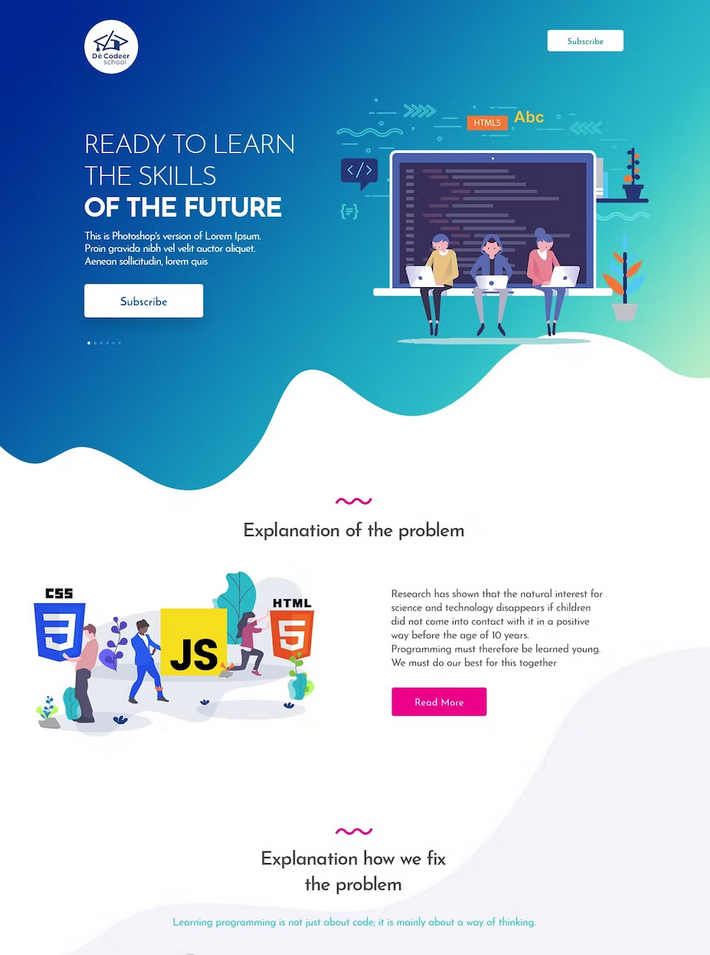 Dè Codeer
school
Subscribe
READY TO LEARN
THE SKILLS
OF THE FUTURE
This is Photoshop's version of Lorem Ipsum.
Proin gravida nibh vel velit auctor aliquet.
Aenean sollicitudin, lorem quis
Subscribe
HTML5
Abc
</>
{≡}
Explanation of the problem
CSS
3
JS
HTML
5
Research has shown that the natural interest for
science and technology disappears if children
did not come into contact with it in a positive
way before the age of 10 years.
Programming must therefore be learned young.
We must do our best for this together
Read More
Explanation how we fix
the problem
Learning programming is not just about code; it is mainly about a way of thinking.